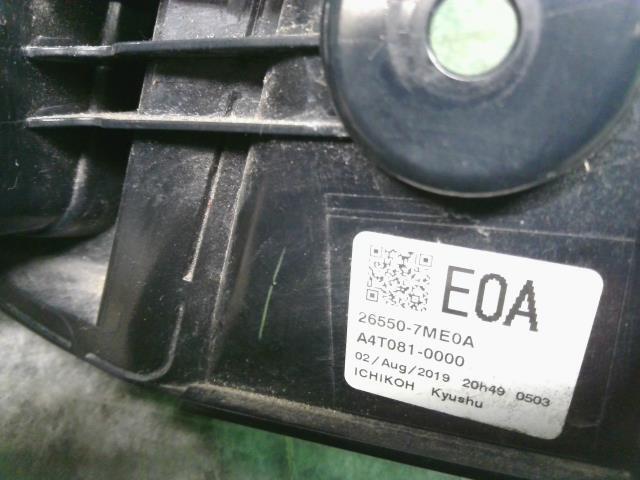 E0A
26550-7ME0A
A4T081-0000
02/Aug/2019 20h49 0503
ICHIKOH Kyushu